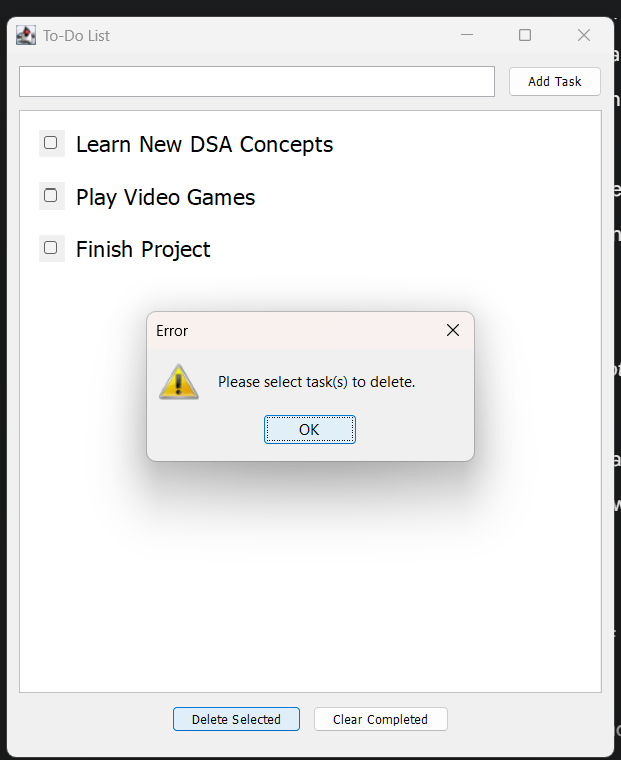 To-Do List
Add Task
Learn New DSA Concepts
Play Video Games
Finish Project
Error
Please select task(s) to delete.
OK
Delete Selected
Clear Completed